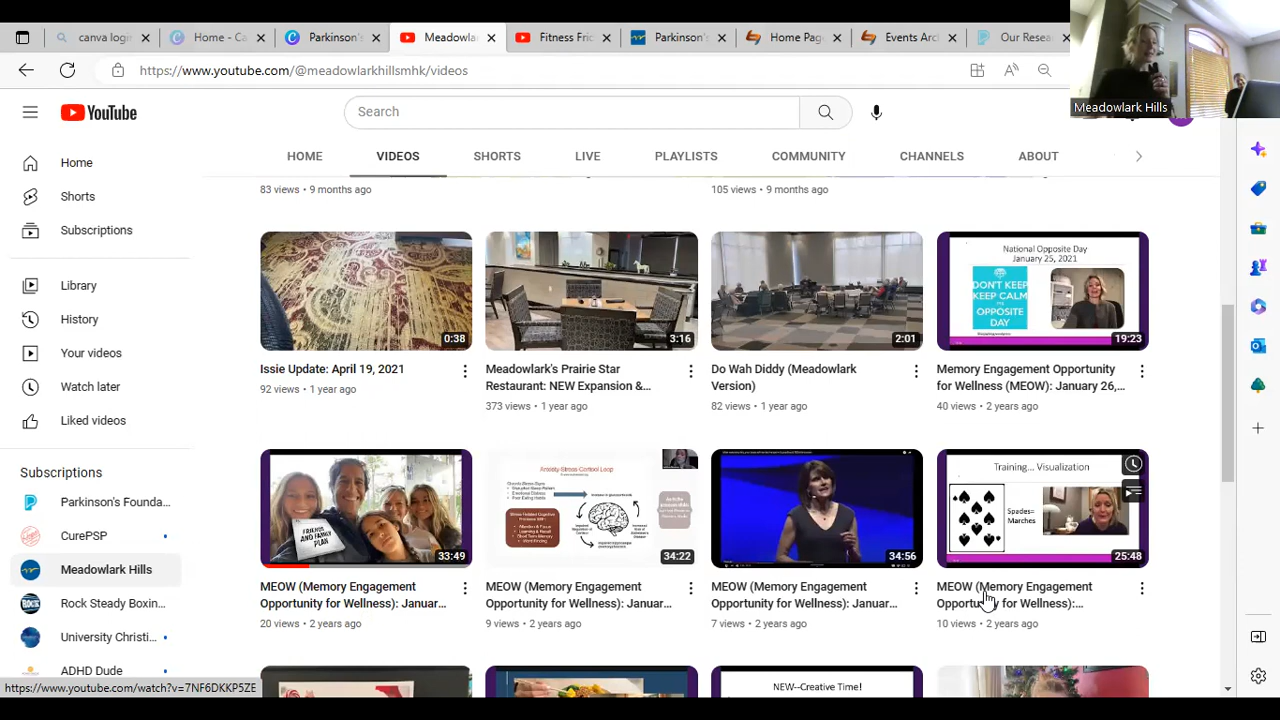 canva login
Home - Ca
Parkinson's
Meadowla
Fitness Fric
Parkinson's
Home Page
Events Arc
Our Resea
https://www.youtube.com/@meadowlarkhillsmhk/videos
Meadowlark Hills
YouTube
Search
HOME
VIDEOS
SHORTS
LIVE
PLAYLISTS
COMMUNITY
CHANNELS
ABOUT
Home
Shorts
Subscriptions
Library
History
Your videos
Watch later
Liked videos
Subscriptions
Parkinson's Founda...
CurePSP
Meadowlark Hills
Rock Steady Boxin...
University Christi...
ADHD Dude
83 views • 9 months ago
105 views • 9 months ago
0:38
Issie Update: April 19, 2021
92 views • 1 year ago
3:16
Meadowlark's Prairie Star
Restaurant: NEW Expansion &...
373 views • 1 year ago
2:01
Do Wah Diddy (Meadowlark
Version)
82 views • 1 year ago
National Opposite Day
January 25, 2021
DON'T KEEP
KEEP CALM
OPPOSITE
DAY
19:23
Memory Engagement Opportunity
for Wellness (MEOW): January 26,...
40 views • 2 years ago
FRIENDS
AND FAMILY
PLAN
33:49
MEOW (Memory Engagement
Opportunity for Wellness): Januar...
20 views • 2 years ago
Anxiety-Stress-Cortisol Loop
34:22
MEOW (Memory Engagement
Opportunity for Wellness): Januar...
9 views • 2 years ago
34:56
MEOW (Memory Engagement
Opportunity for Wellness): Januar...
7 views • 2 years ago
Training... Visualization
Spades=
Marches
25:48
MEOW (Memory Engagement
Opportunity for Wellness):...
10 views • 2 years ago
NEW--Creative Time!
https://www.youtube.com/watch?v=7NF6DKKP5ZE